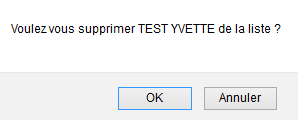 Voulez vous supprimer TEST YVETTE de la liste ?
OK
Annuler